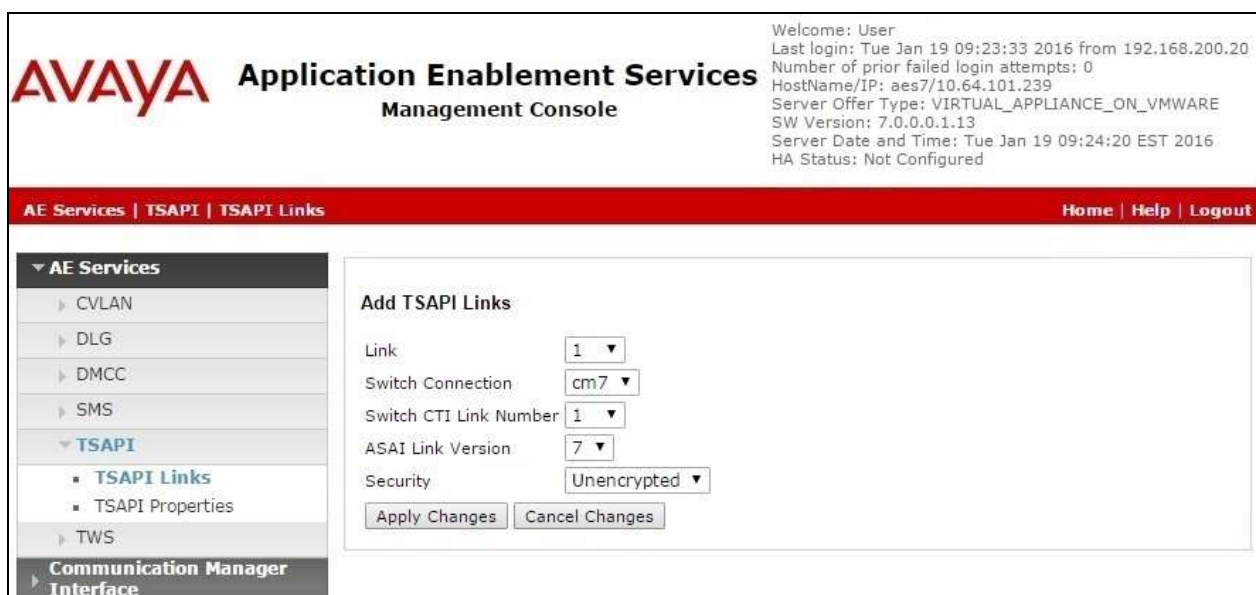 AVAYA
Application Enablement Services
Management Console
Welcome: User
Last login: Tue Jan 19 09:23:33 2016 from 192.168.200.20
Number of prior failed login attempts: 0
HostName/IP: aes7/10.64.101.239
Server Offer Type: VIRTUAL_APPLIANCE_ON_VMWARE
SW Version: 7.0.0.0.1.13
Server Date and Time: Tue Jan 19 09:24:20 EST 2016
HA Status: Not Configured
AE Services | TSAPI | TSAPI Links
Home | Help | Logout
AE Services
CVLAN
DLG
DMCC
SMS
TSAPI
TSAPI Links
TSAPI Properties
TWS
Communication Manager
Interface
Add TSAPI Links
Link 1
Switch Connection cm7
Switch CTI Link Number 1
ASAI Link Version 7
Security Unencrypted
Apply Changes Cancel Changes